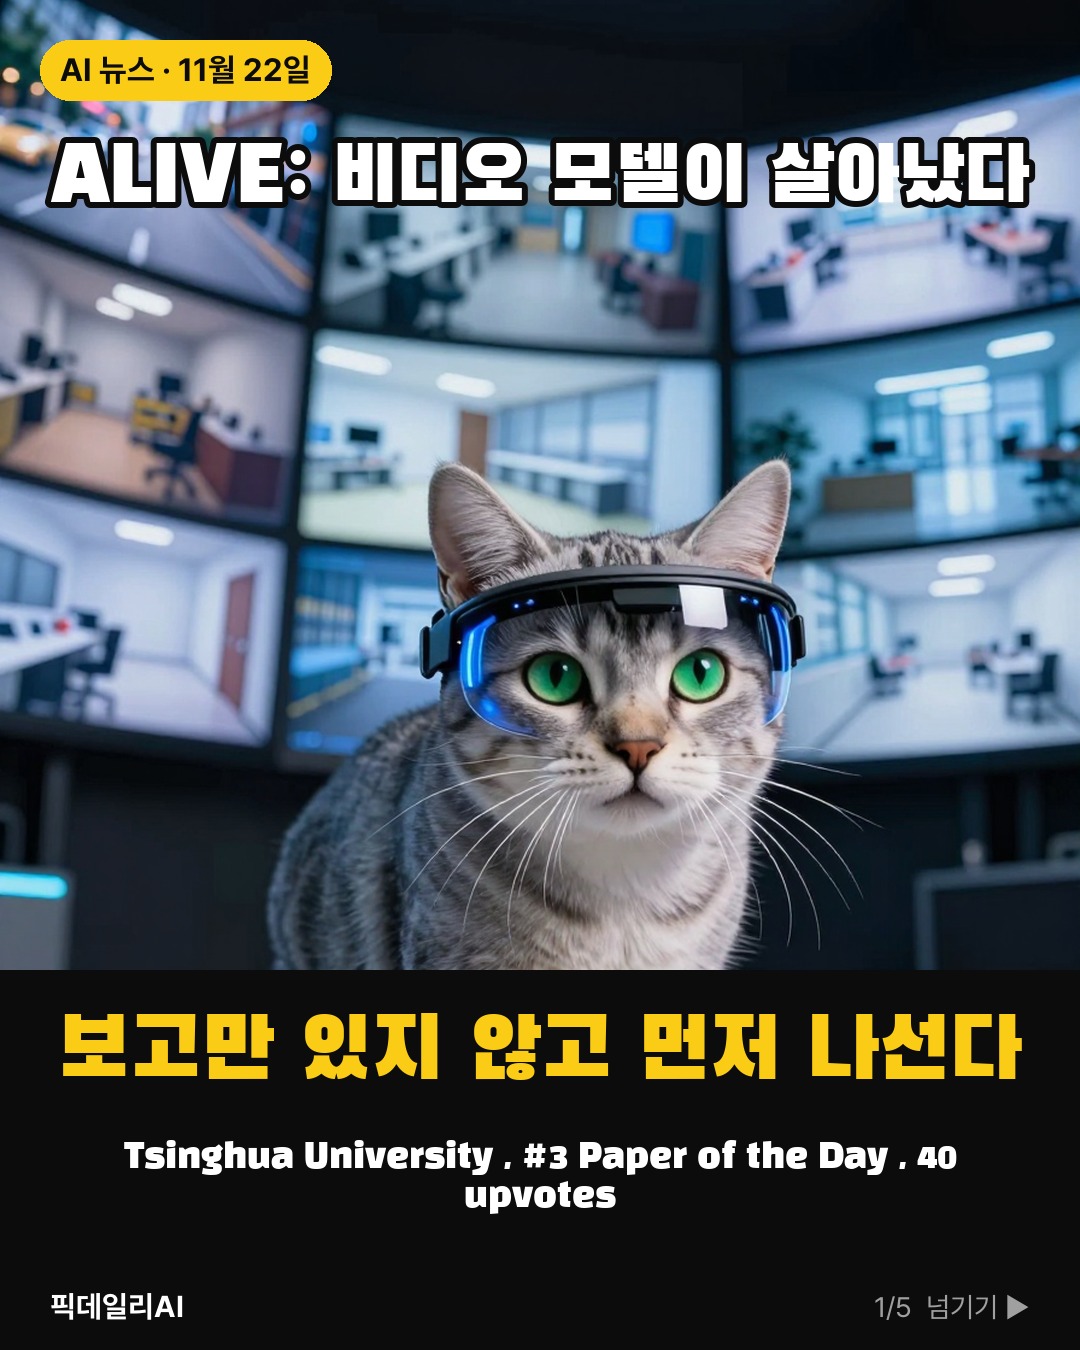 AI 뉴스 · 11월 22일
ALIVE: 비디오 모델이 살아났다
보고만 있지 않고 먼저 나선다
Tsinghua University . #3 Paper of the Day . 40
upvotes
픽데일리AI
1/5 넘기기 ▶